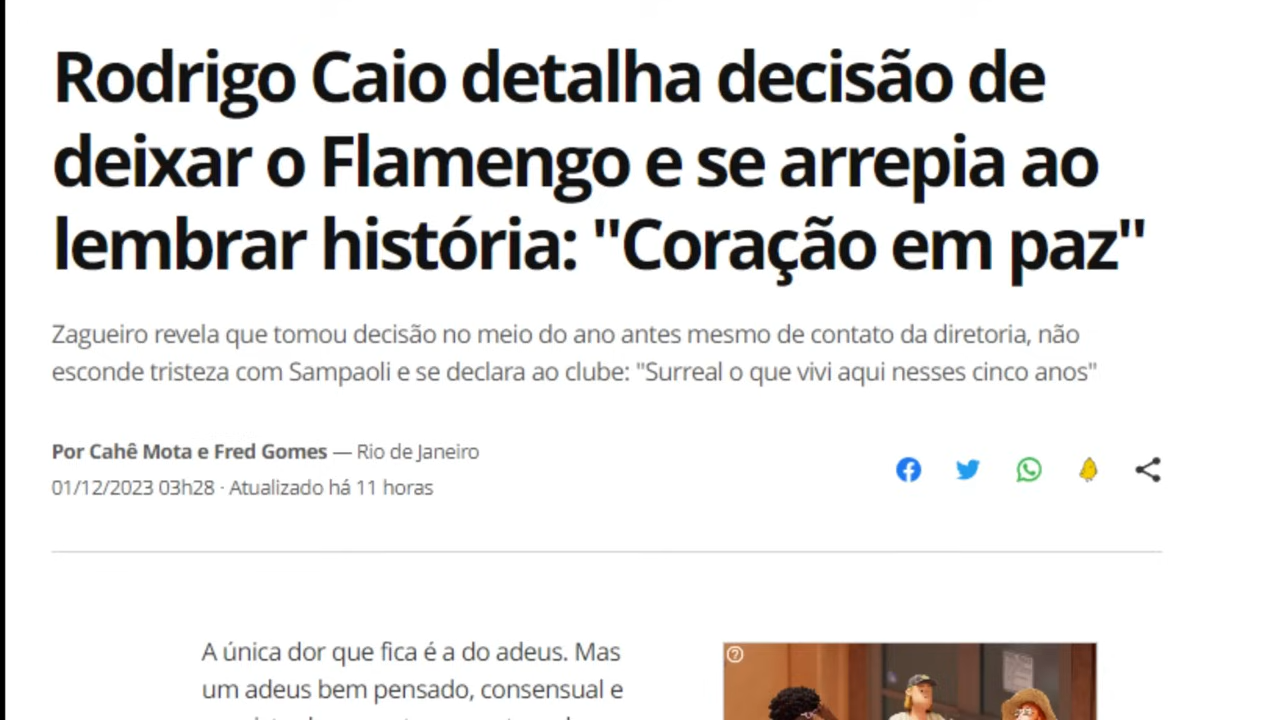 Rodrigo Caio detalha decisão de
deixar o Flamengo e se arrepia ao
lembrar história: "Coração em paz"
Zagueiro revela que tomou decisão no meio do ano antes mesmo de contato da diretoria, não
esconde tristeza com Sampaoli e se declara ao clube: "Surreal o que vivi aqui nesses cinco anos"
Por Cahê Mota e Fred Gomes — Rio de Janeiro
01/12/2023 03h28 · Atualizado há 11 horas
A única dor que fica é a do adeus. Mas
um adeus bem pensado, consensual e